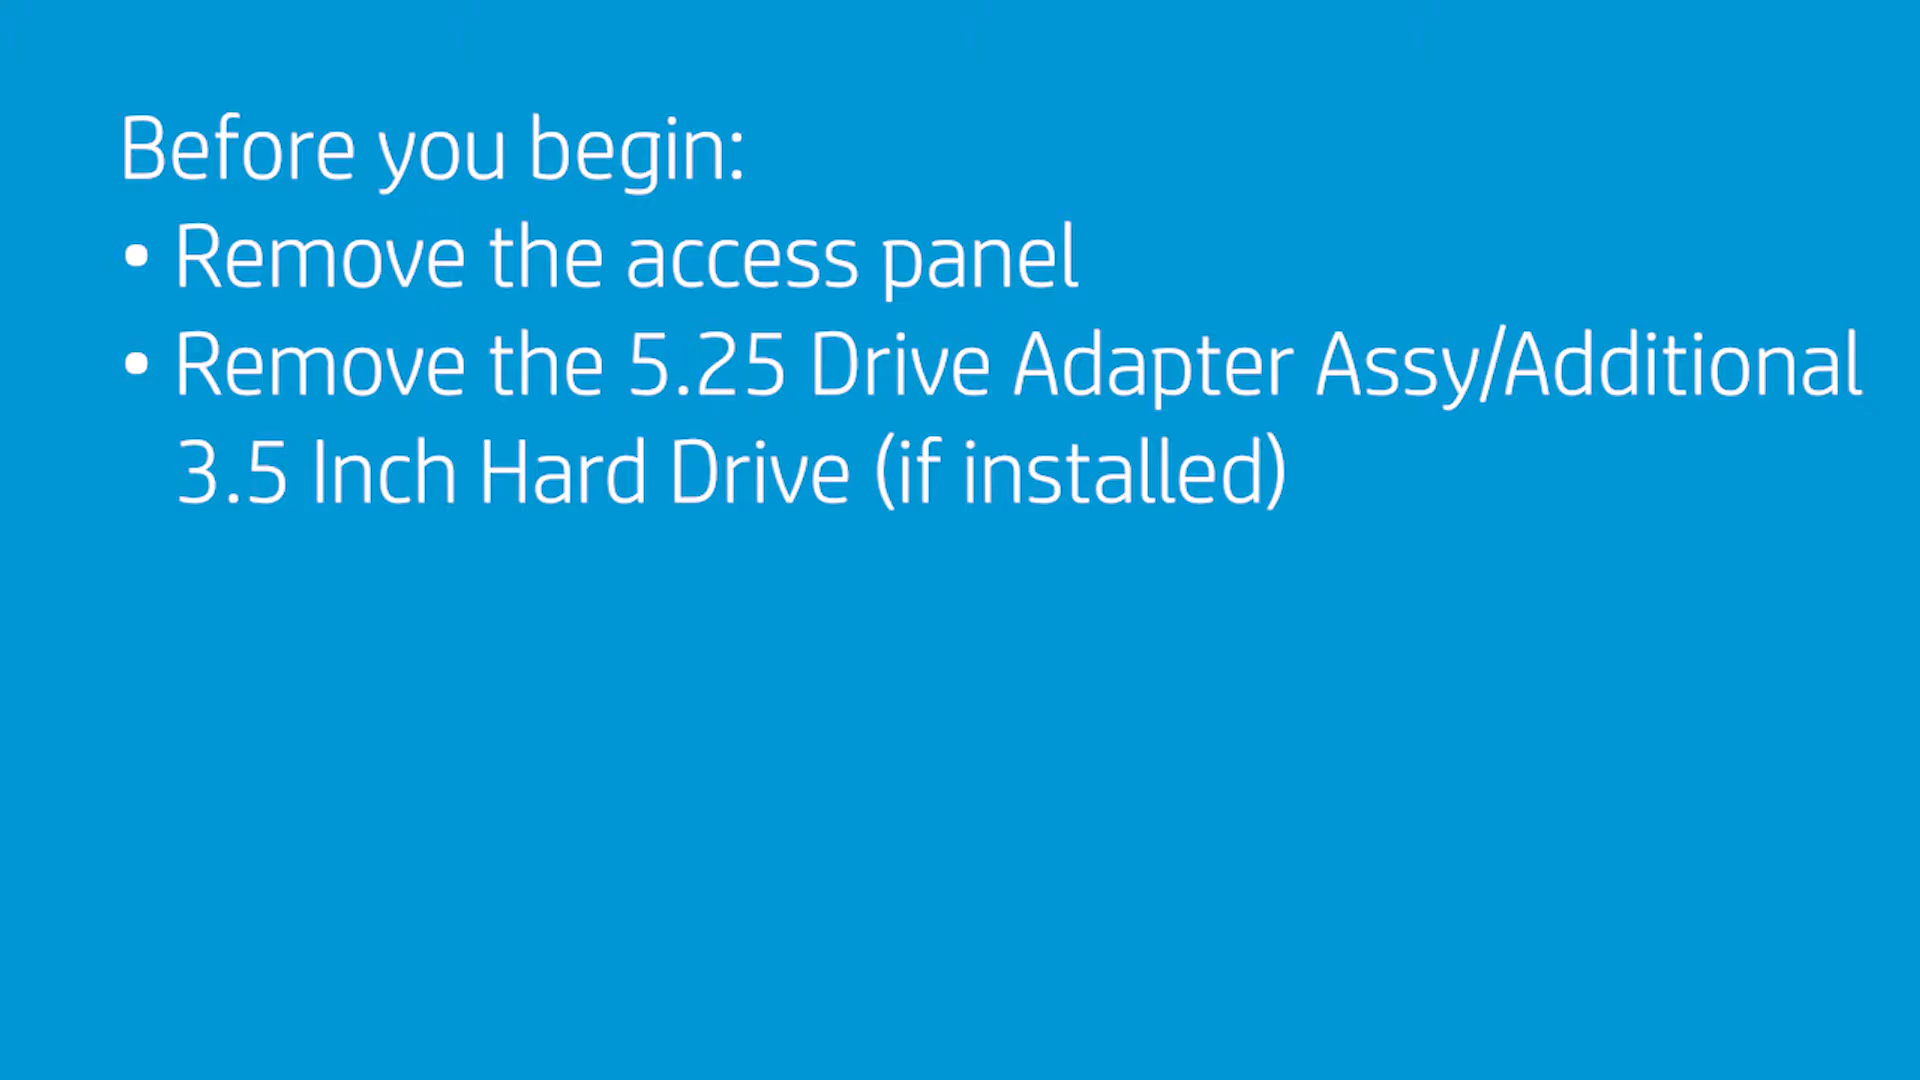 Before you begin:
• Remove the access panel
• Remove the 5.25 Drive Adapter Assy/Additional
3.5 Inch Hard Drive (if installed)